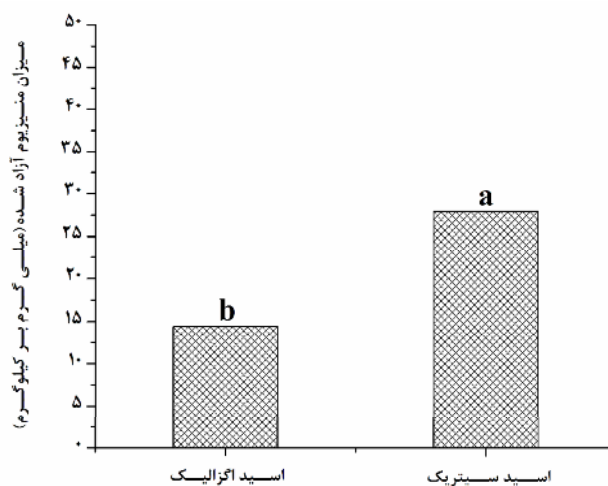 میزان منیزیوم آزاد شده (میلی گرم بر کیلوگرم)
۵۰
۴۵
۴۰
۳۵
۳۰
۲۵
۲۰
۱۵
۱۰
۵
۰
a
b
اسید سیتریک
اسید اگزالیک